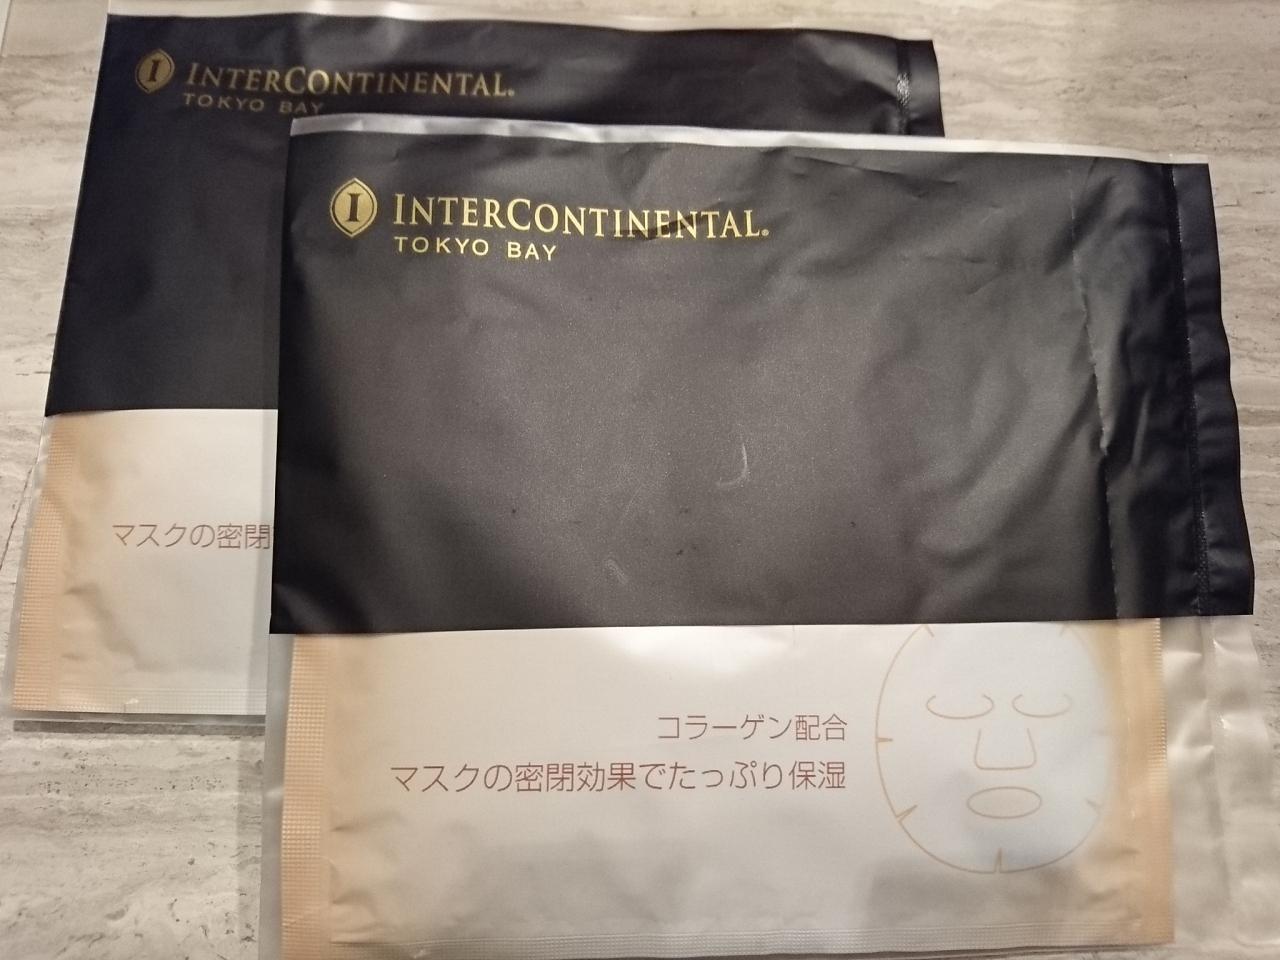 I INTERCONTINENTAL.
TOKYO BAY
マスクの密閉
I INTERCONTINENTAL®
TOKYO BAY
コラーゲン配合
マスクの密閉効果でたっぷり保湿